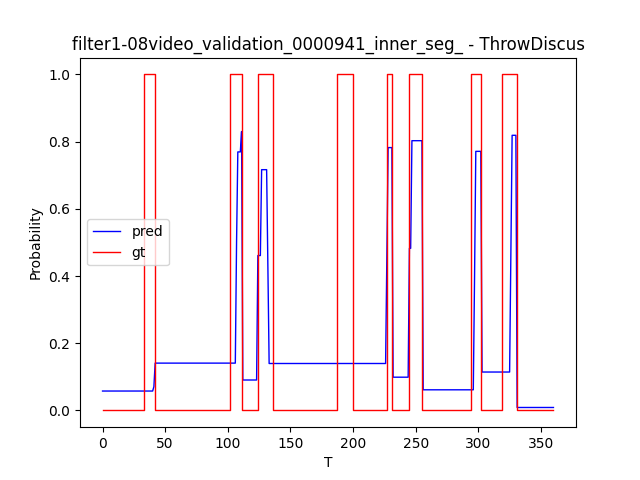 filter1-08video_validation_0000941_inner_seg_ - ThrowDiscus
1.0
0.8
0.6
0.4
0.2
0.0
Probability
pred
gt
0 50 100 150 200 250 300 350
T